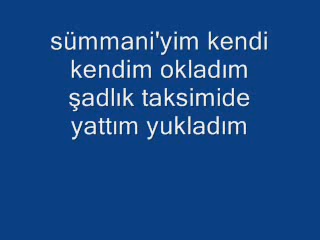 sümmani'yim kendi
kendim okladım
şadlık taksimide
yattım yukladım